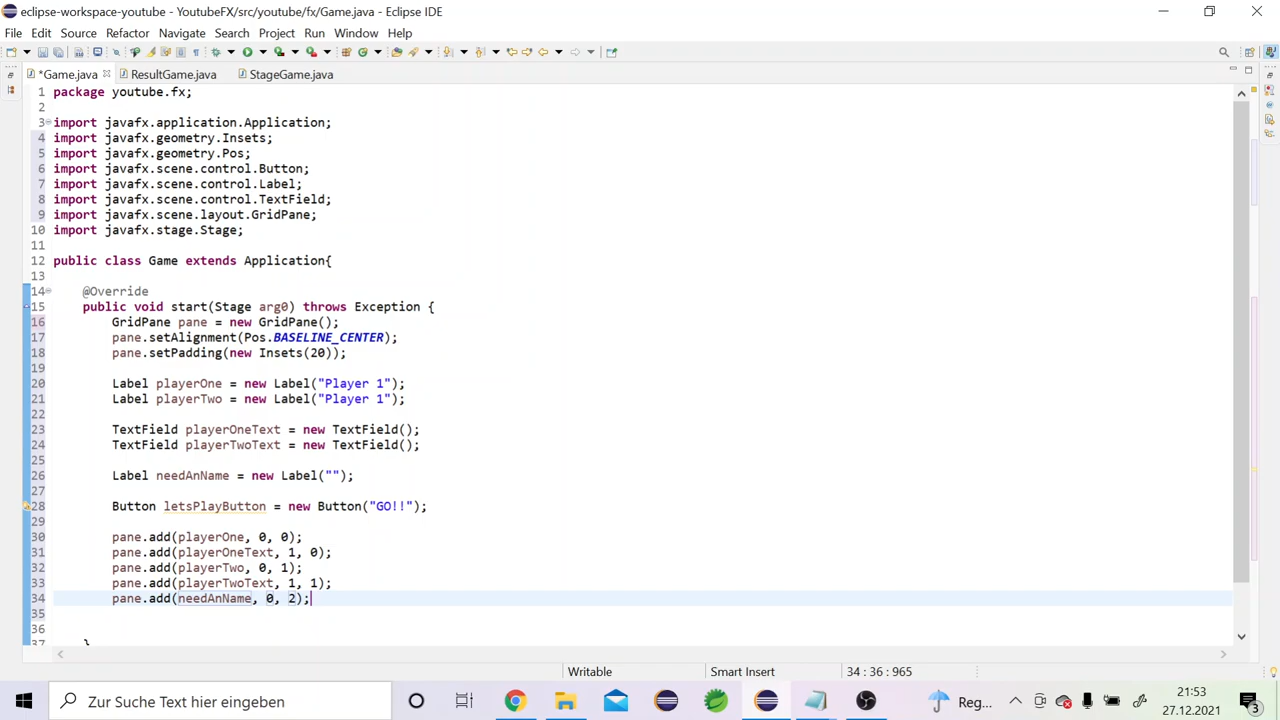 eclipse-workspace-youtube - YoutubeFX/src/youtube/fx/Game.java - Eclipse IDE
File Edit Source Refactor Navigate Search Project Run Window Help
*Game.java ResultGame.java StageGame.java
1 package youtube.fx;
2
3 import javafx.application.Application;
4 import javafx.geometry.Insets;
5 import javafx.geometry.Pos;
6 import javafx.scene.control.Button;
7 import javafx.scene.control.Label;
8 import javafx.scene.control.TextField;
9 import javafx.scene.layout.GridPane;
10 import javafx.stage.Stage;
11
12 public class Game extends Application{
13
14 @Override
15 public void start(Stage arg0) throws Exception {
16 GridPane pane = new GridPane();
17 pane.setAlignment(Pos.BASELINE_CENTER);
18 pane.setPadding(new Insets(20));
19
20 Label playerOne = new Label("Player 1");
21 Label playerTwo = new Label("Player 1");
22
23 TextField playerOneText = new TextField();
24 TextField playerTwoText = new TextField();
25
26 Label needAnName = new Label("");
27
28 Button letsPlayButton = new Button("GO!!");
29
30 pane.add(playerOne, 0, 0);
31 pane.add(playerOneText, 1, 0);
32 pane.add(playerTwo, 0, 1);
33 pane.add(playerTwoText, 1, 1);
34 pane.add(needAnName, 0, 2);
35
36
37 }
Writable Smart Insert 34 : 36 : 965
Zur Suche Text hier eingeben
Reg...
21:53
27.12.2021
3